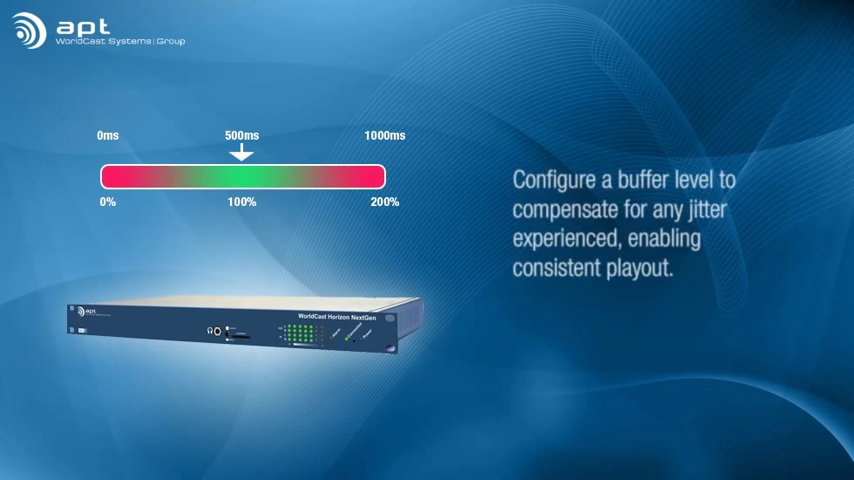 apt
WorldCast Systems | Group
0ms 500ms 1000ms
0% 100% 200%
Configure a buffer level to
compensate for any jitter
experienced, enabling
consistent playout.
apt
WorldCast Horizon NextGen